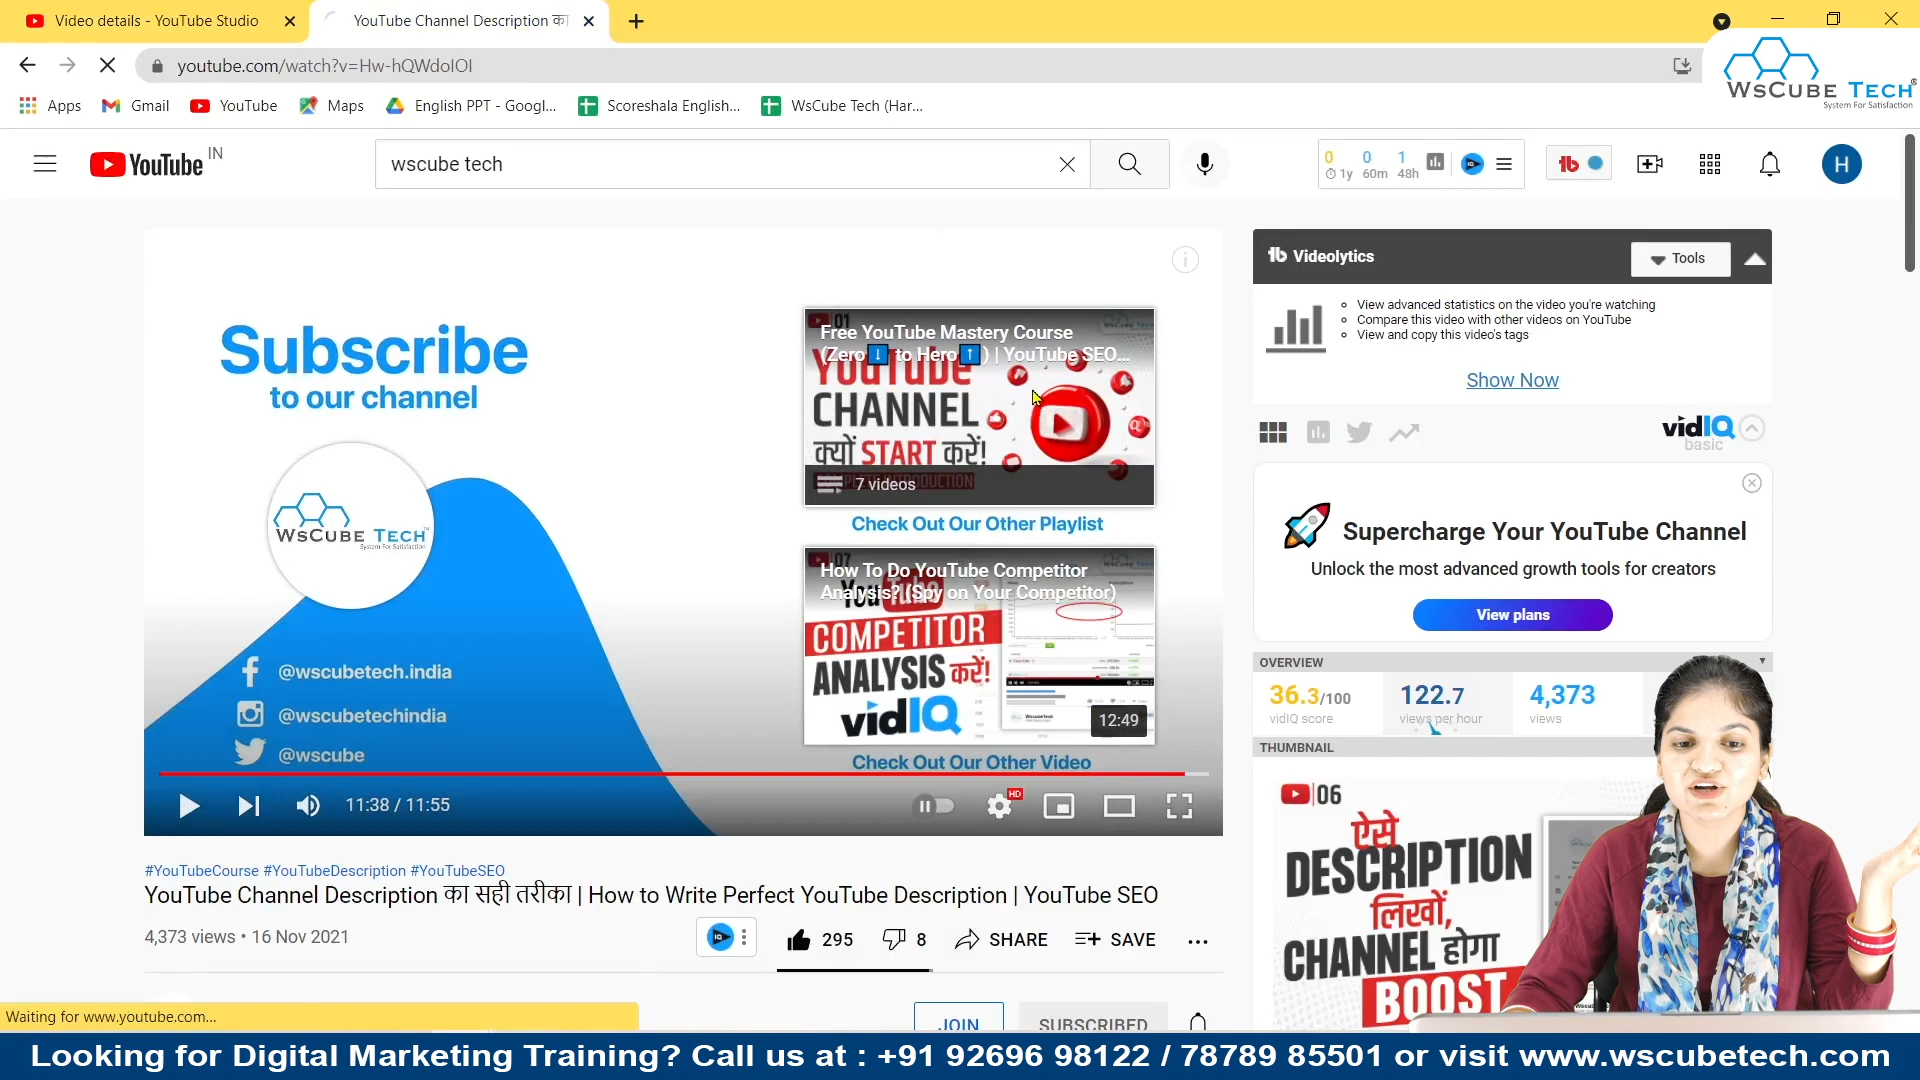 Video details - YouTube Studio
YouTube Channel Description का
youtube.com/watch?v=Hw-hQWdoIOI
Apps
Gmail
YouTube
Maps
English PPT - Googl...
Scoreshala English...
WsCube Tech (Har...
WsCube Tech
System For Satisfaction
YouTube IN
wscube tech
0
0
1
1y
60m
48h
H
Subscribe
to our channel
WsCube Tech
System For Satisfaction
@wscubetech.india
@wscubetechindia
@wscube
01
Free YouTube Mastery Course
(Zero to Hero ) | YouTube SEO...
YouTube
CHANNEL
क्यों START करें!
7 videos
Check Out Our Other Playlist
07
How To Do YouTube Competitor
Analysis? (Spy on Your Competitor)
YouTube
COMPETITOR
ANALYSIS करें!
vidIQ
12:49
Check Out Our Other Video
11:38 / 11:55
HD
#YouTubeCourse #YouTubeDescription #YouTubeSEO
YouTube Channel Description का सही तरीका | How to Write Perfect YouTube Description | YouTube SEO
4,373 views • 16 Nov 2021
295
8
SHARE
SAVE
JOIN
SUBSCRIBED
Waiting for www.youtube.com...
Videolytics
Tools
View advanced statistics on the video you're watching
Compare this video with other videos on YouTube
View and copy this video's tags
Show Now
vidIQ
basic
Supercharge Your YouTube Channel
Unlock the most advanced growth tools for creators
View plans
OVERVIEW
36.3/100
vidIQ score
122.7
views per hour
4,373
views
THUMBNAIL
06
ऐसे
DESCRIPTION
लिखों,
CHANNEL होगा
BOOST
Looking for Digital Marketing Training? Call us at : +91 92696 98122 / 78789 85501 or visit www.wscubetech.com